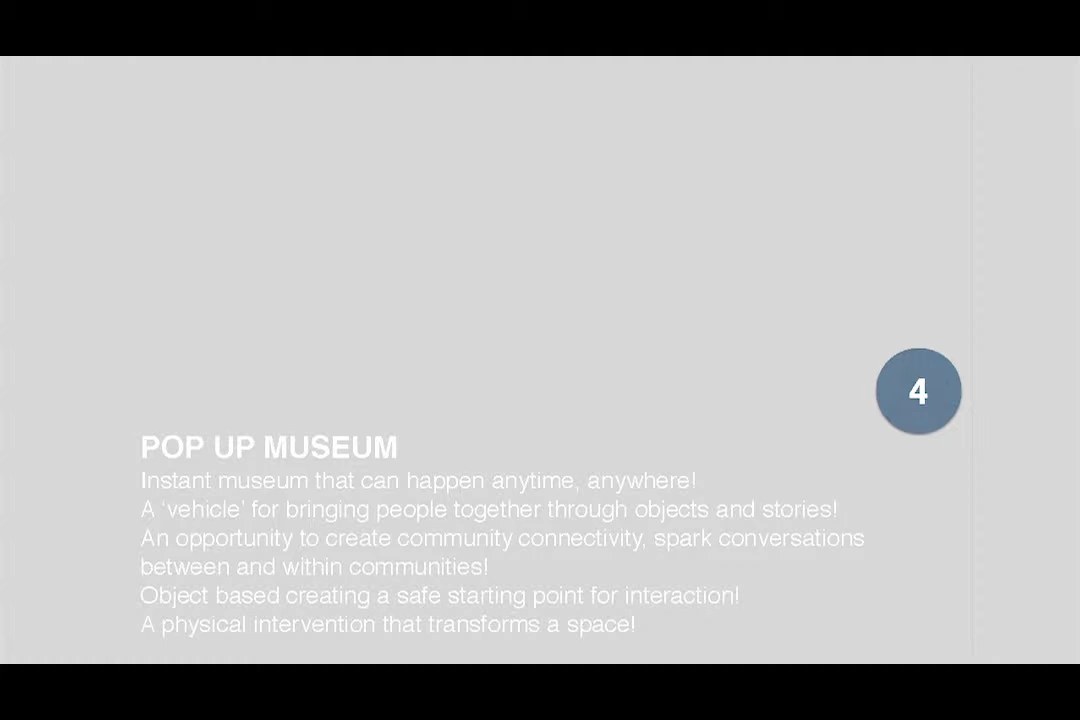 4
POP UP MUSEUM
Instant museum that can happen anytime, anywhere!
A ‘vehicle’ for bringing people together through objects and stories!
An opportunity to create community connectivity, spark conversations
between and within communities!
Object based creating a safe starting point for interaction!
A physical intervention that transforms a space!